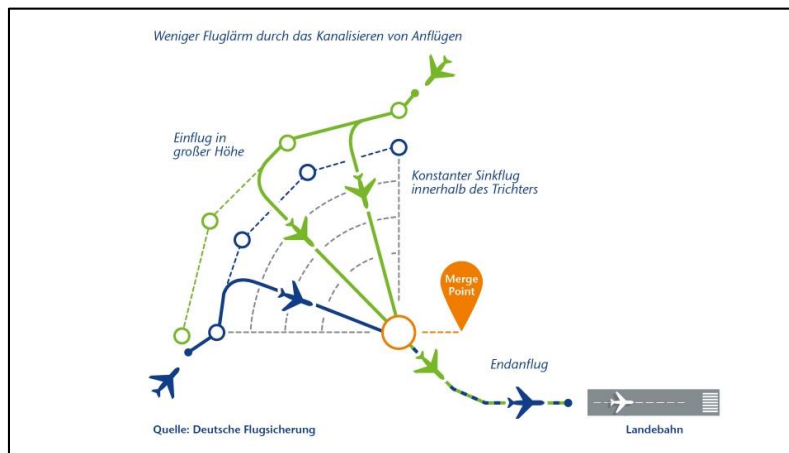 Weniger Fluglärm durch das Kanalisieren von Anflügen
Einflug in
großer Höhe
Konstanter Sinkflug
innerhalb des Trichters
Merge
Point
Endanflug
Quelle: Deutsche Flugsicherung
Landebahn